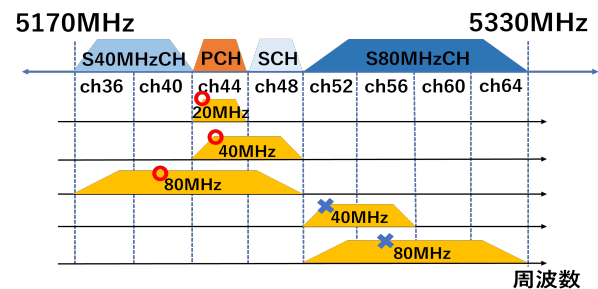 5170MHz 5330MHz
S40MHzCH PCH SCH S80MHzCH
ch36 ch40 ch44 ch48 ch52 ch56 ch60 ch64
20MHz
40MHz
80MHz
40MHz
80MHz
周波数